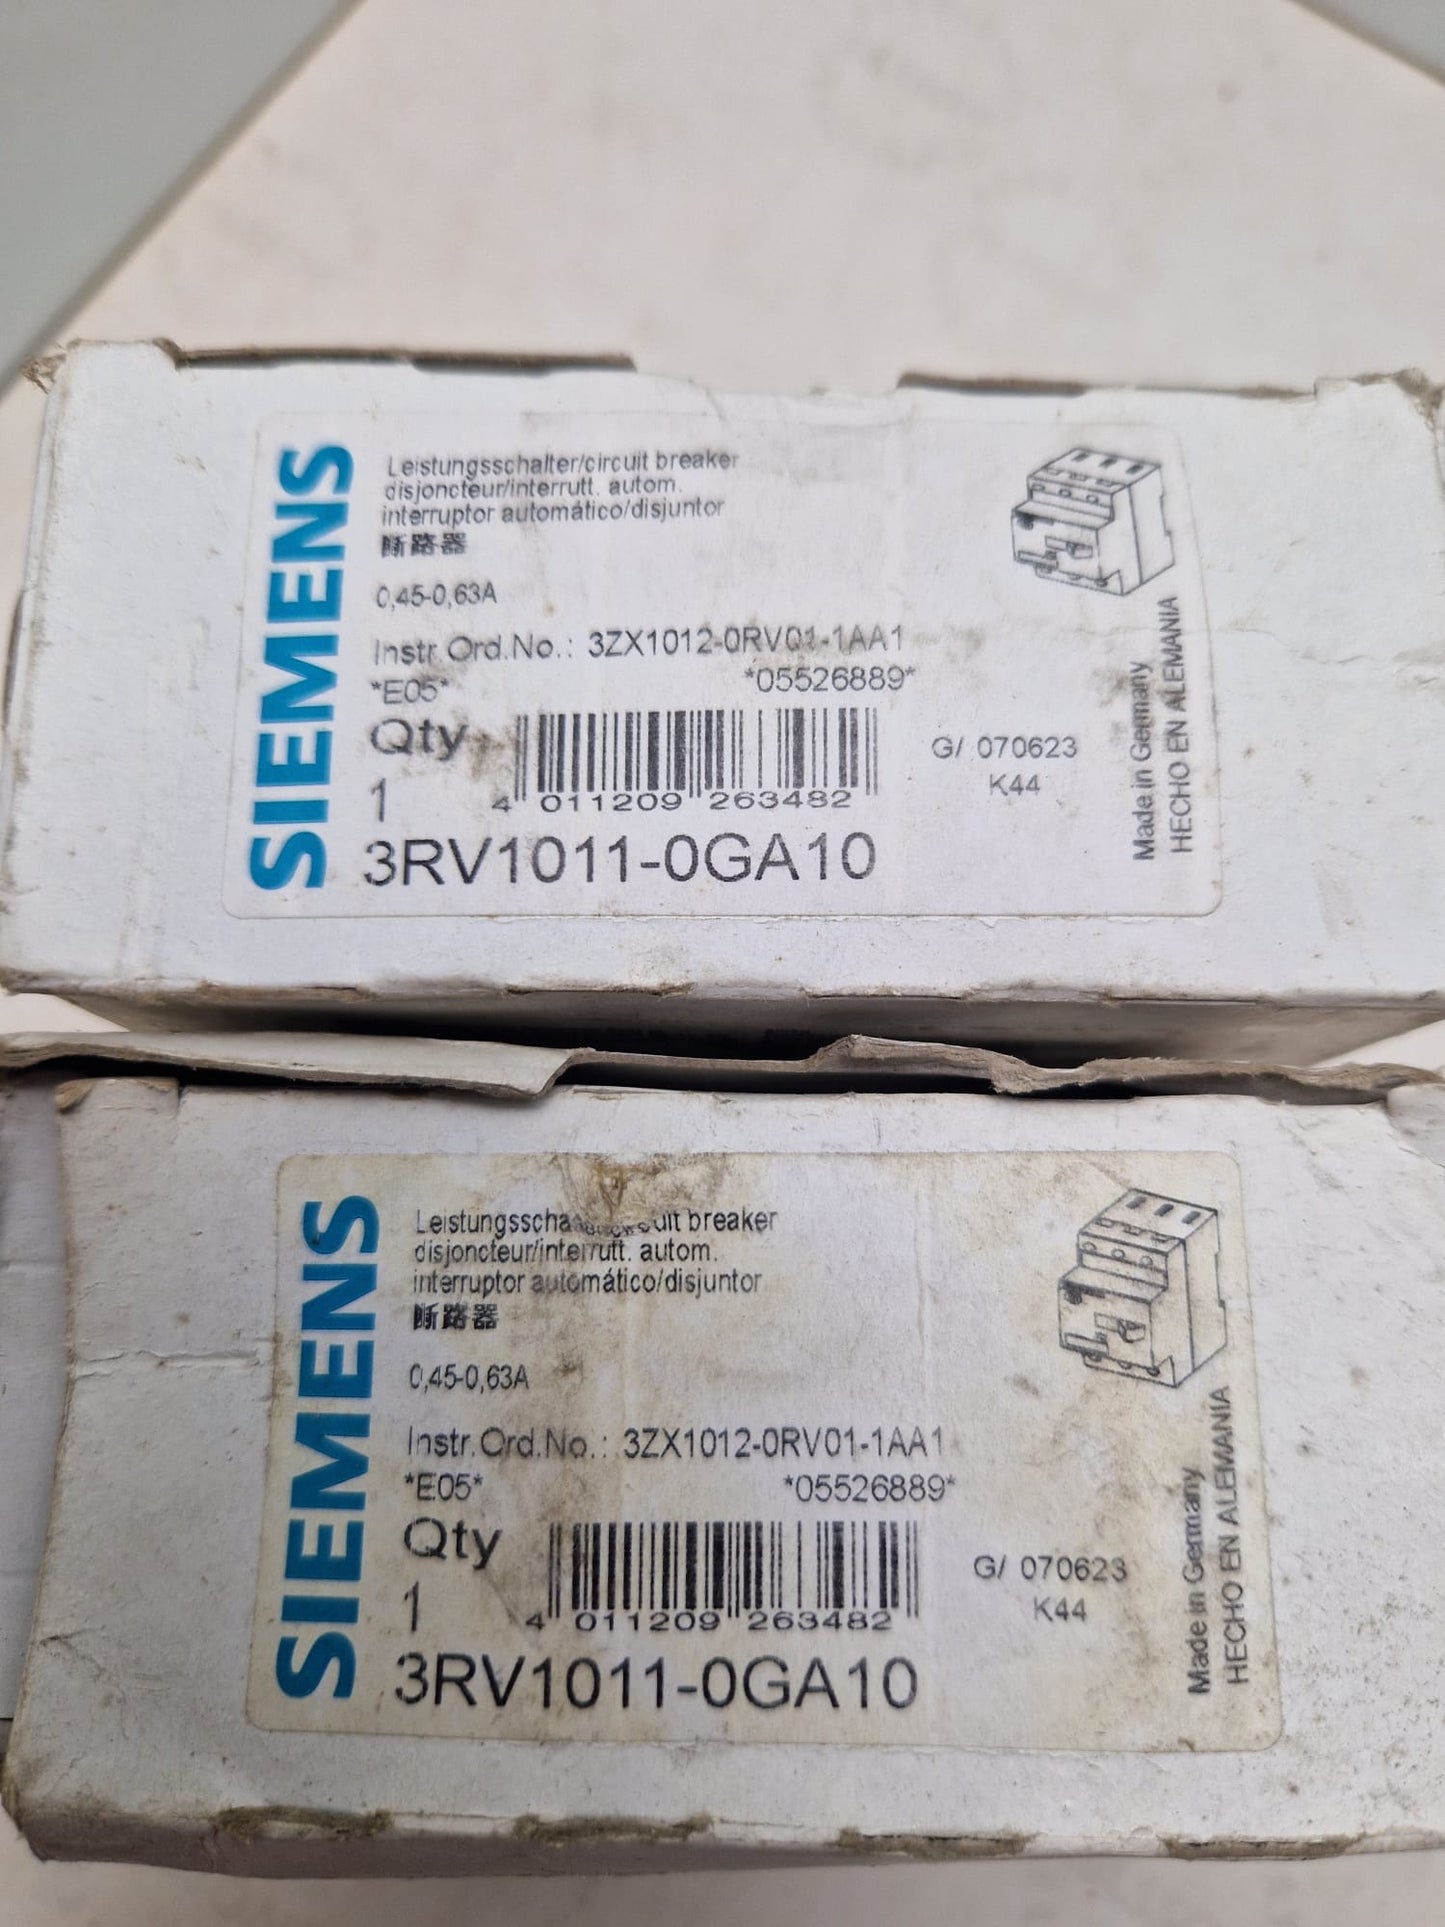 SIEMENS
Leistungsschalter/circuit breaker
disjoncteur/interrutt. autom.
interruptor automático/disjuntor
断路器
0,45-0,63A
Instr.Ord.No.: 3ZX1012-0RV01-1AA1
*E05* *05526889*
Qty
1
4 011209 263482
G/ 070623
K44
3RV1011-0GA10
Made in Germany
HECHO EN ALEMANIA
SIEMENS
breaker
disjoncteur/interrutt. autom.
interruptor automático/disjuntor
断路器
0,45-0,63A
Instr.Ord.No.: 3ZX1012-0RV01-1AA1
*E05* *05526889*
Qty
1
4 011209 263482
G/ 070623
K44
3RV1011-0GA10
Made in Germany
HECHO EN ALEMANIA